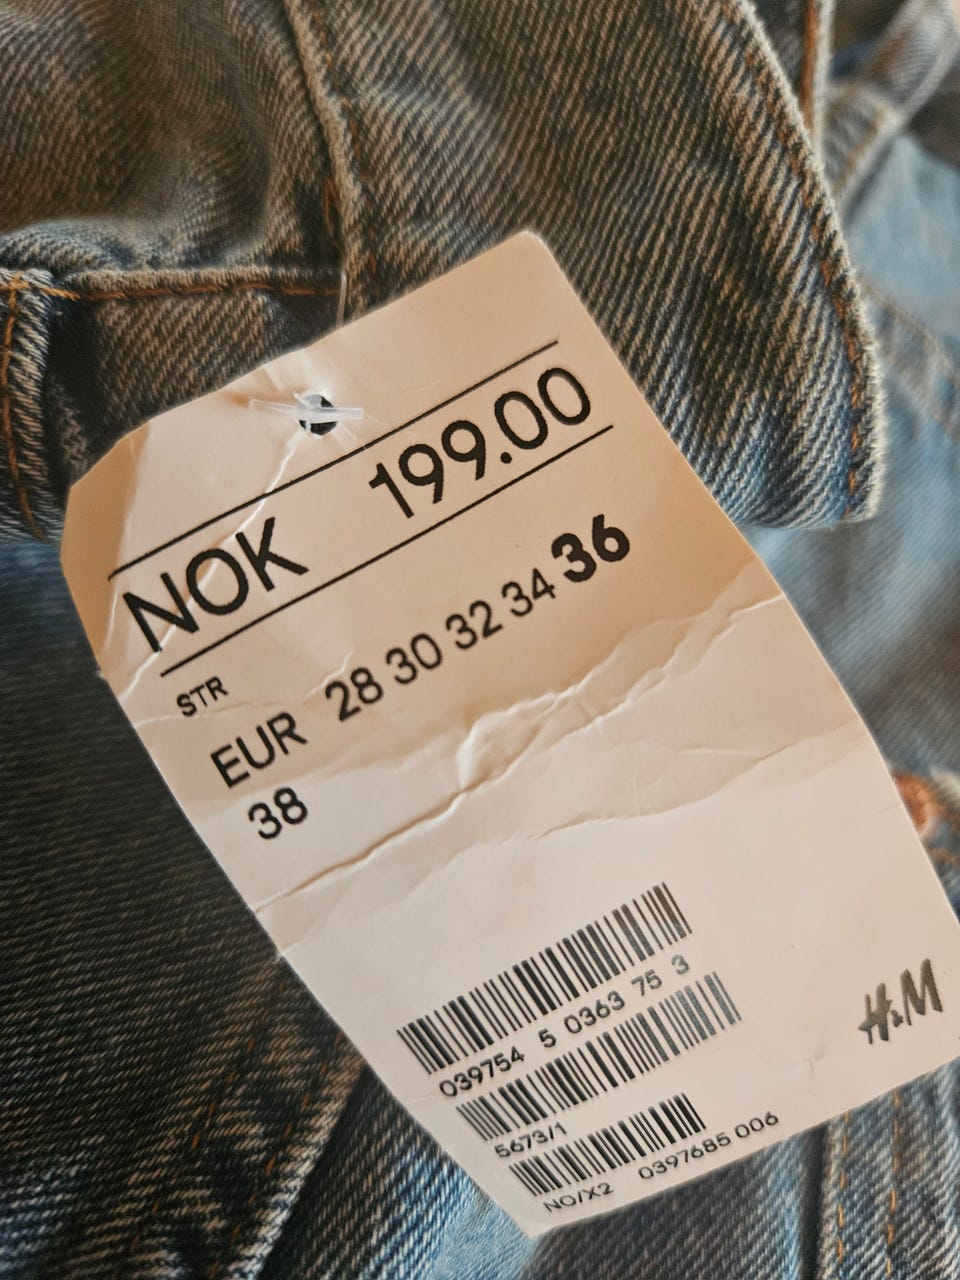 NOK 199.00
STR
EUR 28 30 32 34 36
38
039754 5 0363 75 3
5673/1
NO/X2 0397685 006
H&M